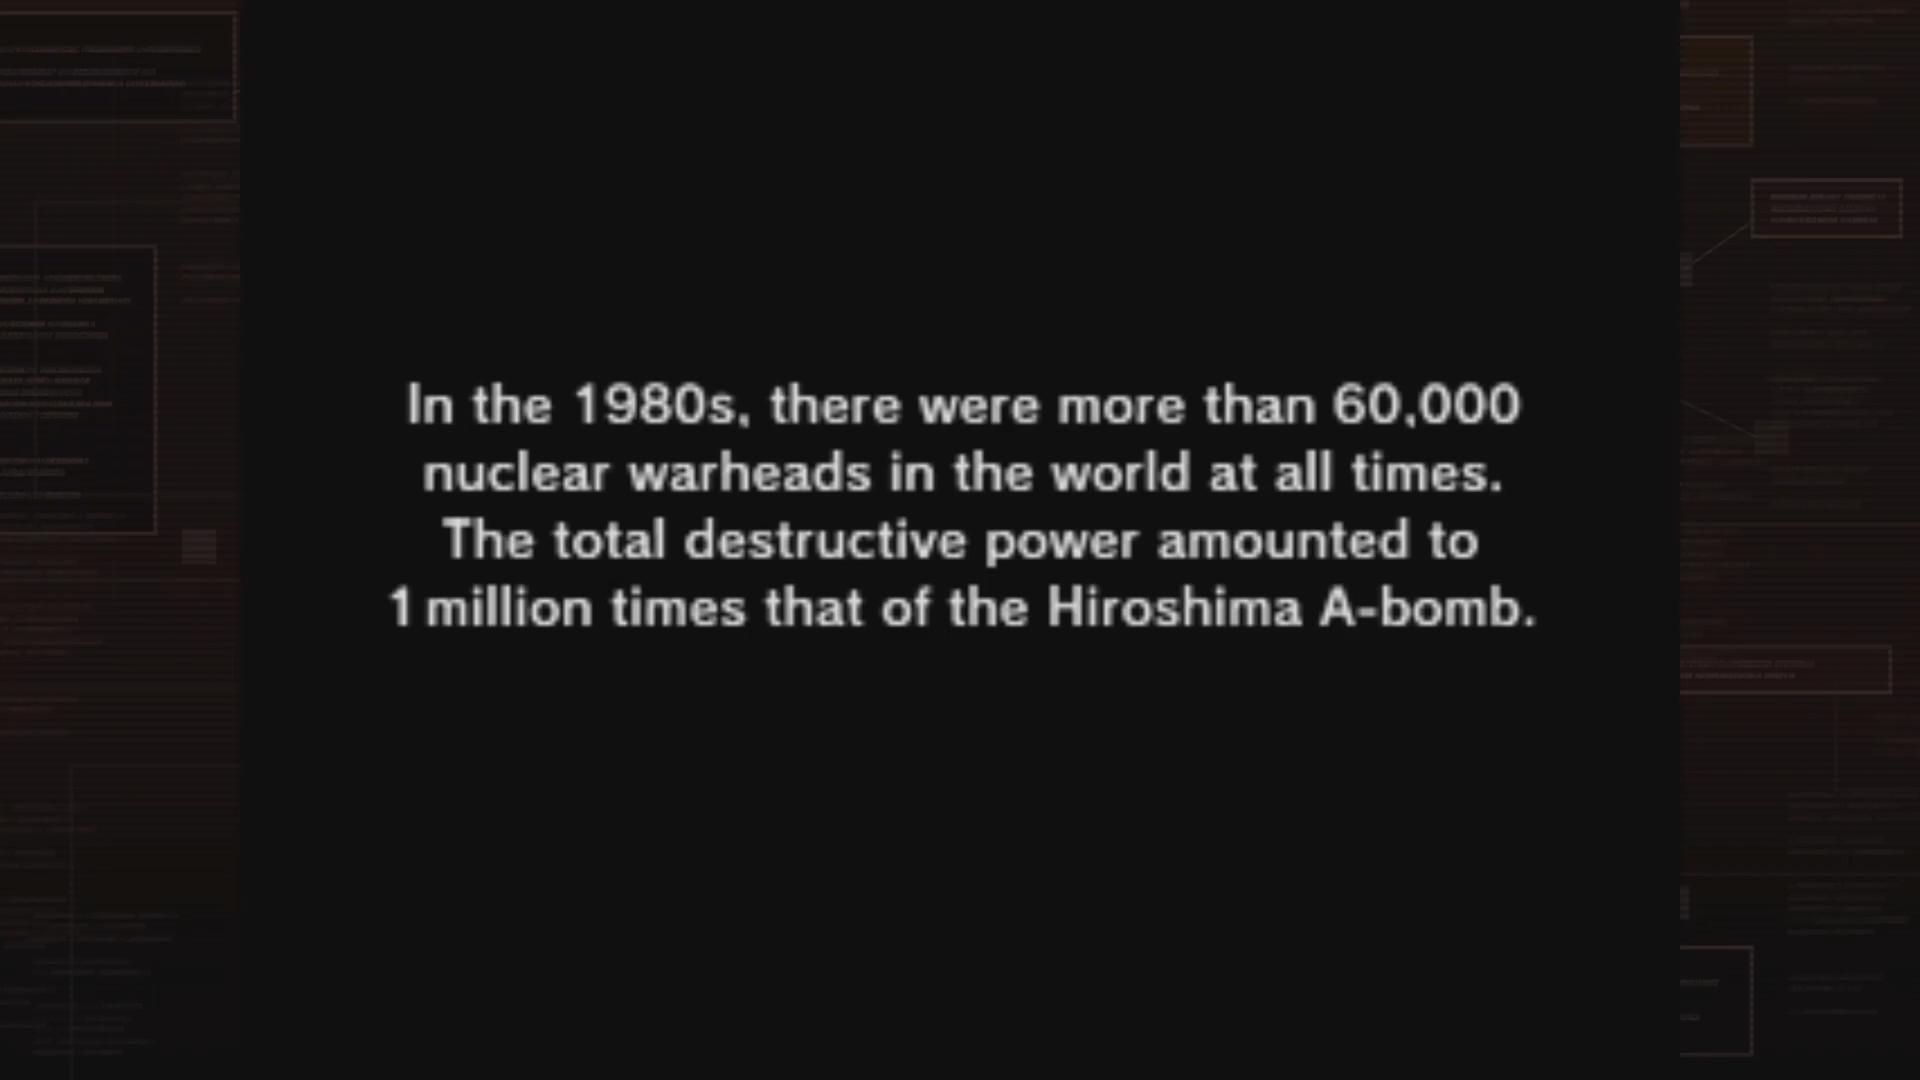 In the 1980s, there were more than 60,000
nuclear warheads in the world at all times.
The total destructive power amounted to
1 million times that of the Hiroshima A-bomb.